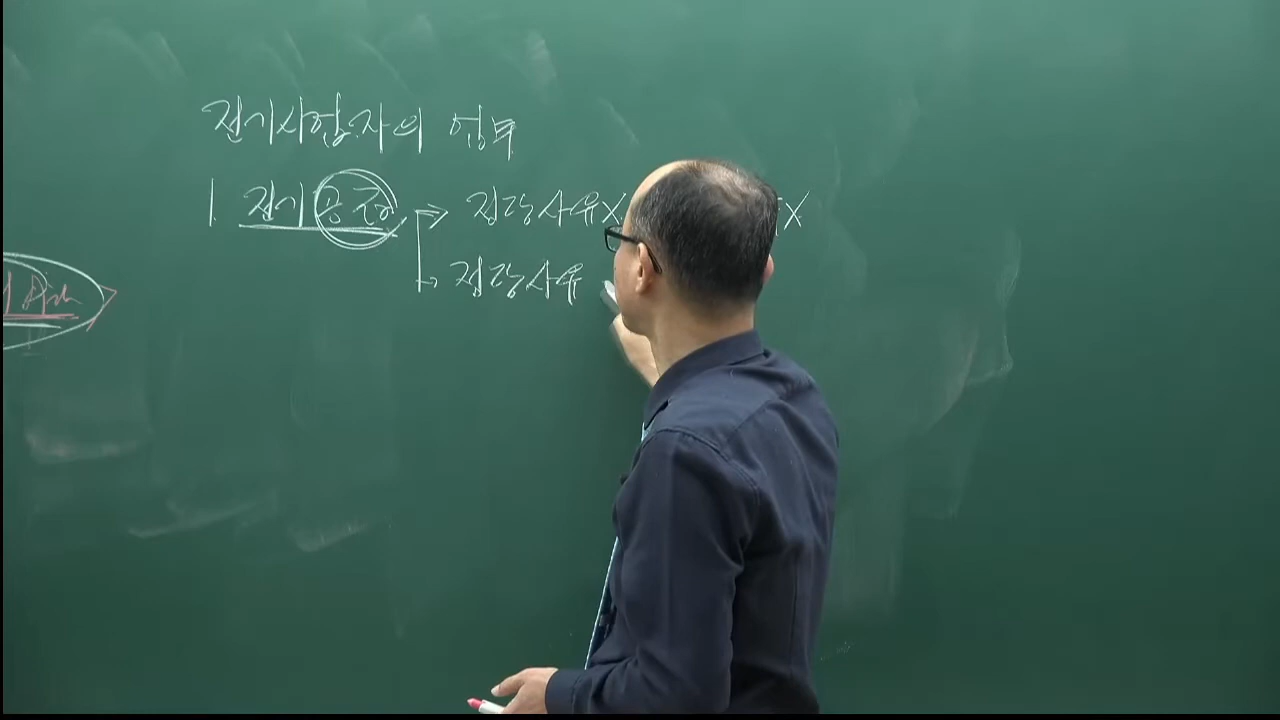 전기사업자의 업무
1. 전기공급 → 정당사유X X
→ 정당사유